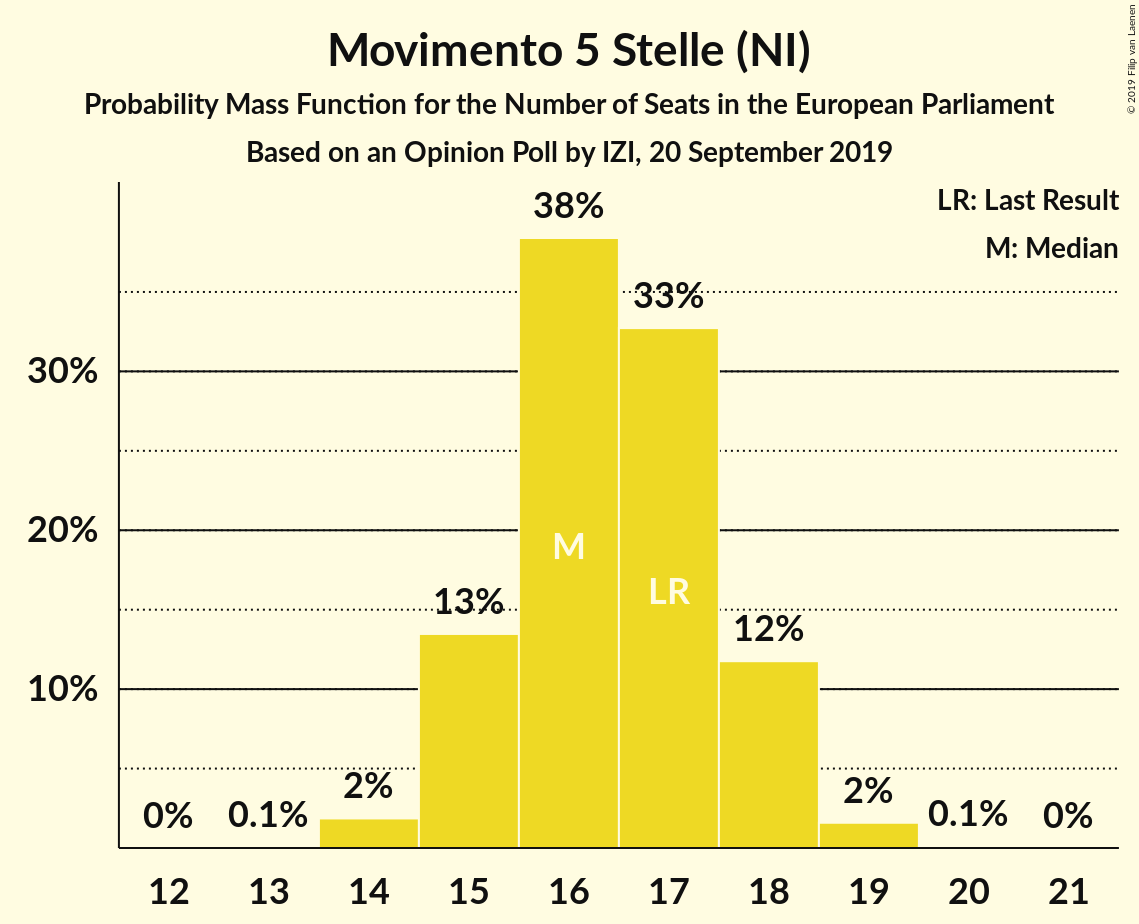 Movimento 5 Stelle (NI)
Probability Mass Function for the Number of Seats in the European Parliament
Based on an Opinion Poll by IZI, 20 September 2019
© 2019 Filip van Laenen
LR: Last Result
M: Median
38%
33%
30%
20%
M
13%
LR
12%
10%
2%
2%
0%
0.1%
0.1%
0%
12 13 14 15 16 17 18 19 20 21